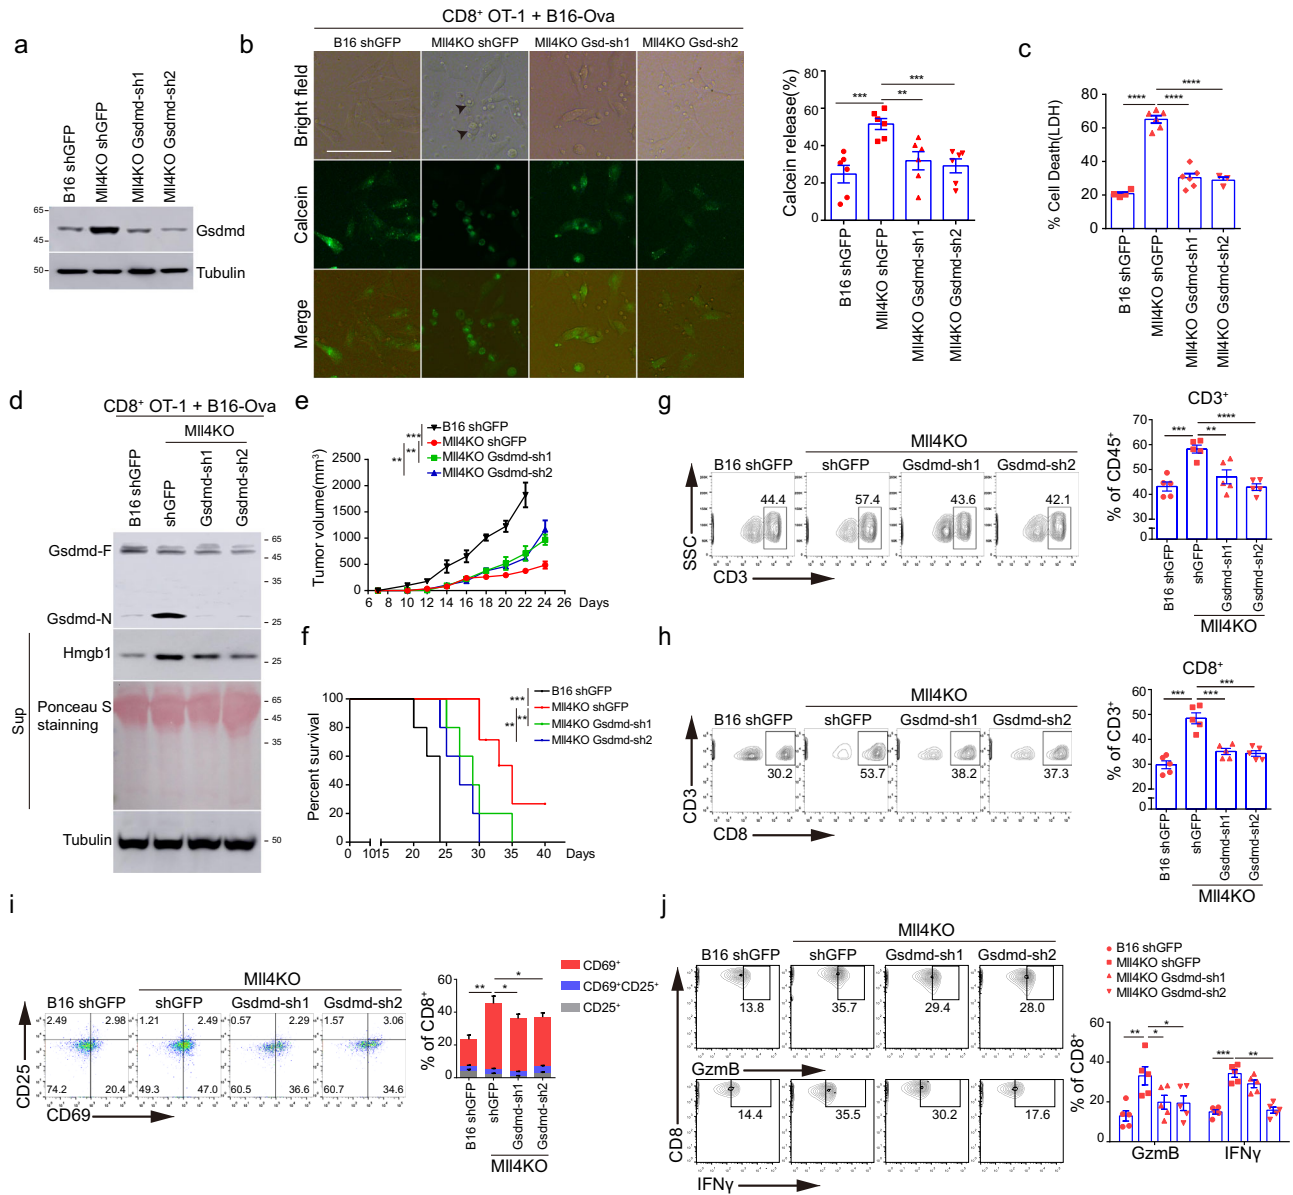 a
B16 shGFP
Mll4KO shGFP
Mll4KO Gsdmd-sh1
Mll4KO Gsdmd-sh2
65
45
50
Gsdmd
Tubulin
b
CD8+ OT-1 + B16-Ova
B16 shGFP
Mll4KO shGFP
Mll4KO Gsd-sh1
Mll4KO Gsd-sh2
Bright field
Calcein
Merge
Calcein release(%)
80
60
40
20
0
***
***
**
B16 shGFP
Mll4KO shGFP
Mll4KO Gsdmd-sh1
Mll4KO Gsdmd-sh2
c
% Cell Death(LDH)
80
60
40
20
0
****
**** ****
B16 shGFP
Mll4KO shGFP
Mll4KO Gsdmd-sh1
Mll4KO Gsdmd-sh2
d
CD8+ OT-1 + B16-Ova
Mll4KO
B16 shGFP
shGFP
Gsdmd-sh1
Gsdmd-sh2
Gsdmd-F
Gsdmd-N
Hmgb1
Sup
Ponceau S
stainning
Tubulin
65
45
35
25
25
65
45
35
50
e
B16 shGFP
Mll4KO shGFP
Mll4KO Gsdmd-sh1
Mll4KO Gsdmd-sh2
***
**
**
Tumor volume(mm3)
2500
2000
1500
1000
500
0
6 8 10 12 14 16 18 20 22 24 26 Days
f
B16 shGFP
Mll4KO shGFP
Mll4KO Gsdmd-sh1
Mll4KO Gsdmd-sh2
***
**
**
Percent survival
100
80
60
40
20
0
0 10 15 20 25 30 35 40 Days
g
Mll4KO
B16 shGFP
shGFP
Gsdmd-sh1
Gsdmd-sh2
44.4
57.4
43.6
42.1
SSC
CD3
CD3+
% of CD45+
70
60
50
40
30
0
****
*** **
B16 shGFP
shGFP
Gsdmd-sh1
Gsdmd-sh2
Mll4KO
h
Mll4KO
B16 shGFP
shGFP
Gsdmd-sh1
Gsdmd-sh2
30.2
53.7
38.2
37.3
CD3
CD8
CD8+
% of CD3+
60
50
40
30
20
0
***
*** ***
B16 shGFP
shGFP
Gsdmd-sh1
Gsdmd-sh2
Mll4KO
i
Mll4KO
B16 shGFP
shGFP
Gsdmd-sh1
Gsdmd-sh2
2.49 2.98
1.21 2.49
0.57 2.29
1.57 3.06
74.2 20.4
49.3 47.0
60.5 36.6
60.7 34.6
CD25
CD69
CD69+
CD69+CD25+
CD25+
% of CD8+
60
40
20
0
*
** *
B16 shGFP
shGFP
Gsdmd-sh1
Gsdmd-sh2
Mll4KO
j
Mll4KO
B16 shGFP
shGFP
Gsdmd-sh1
Gsdmd-sh2
13.8
35.7
29.4
28.0
CD8
GzmB
14.4
35.5
30.2
17.6
CD8
IFNγ
B16 shGFP
Mll4KO shGFP
Mll4KO Gsdmd-sh1
Mll4KO Gsdmd-sh2
% of CD8+
60
40
20
0
*
** *
*** **
GzmB
IFNγ